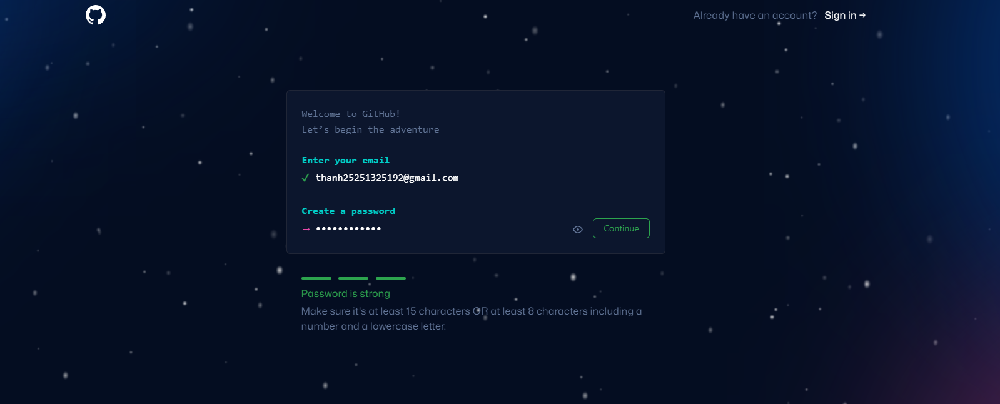 Already have an account? Sign in →
Welcome to GitHub!
Let’s begin the adventure
Enter your email
✓ thanh25251325192@gmail.com
Create a password
→ ••••••••••••
Continue
Password is strong
Make sure it's at least 15 characters OR at least 8 characters including a
number and a lowercase letter.